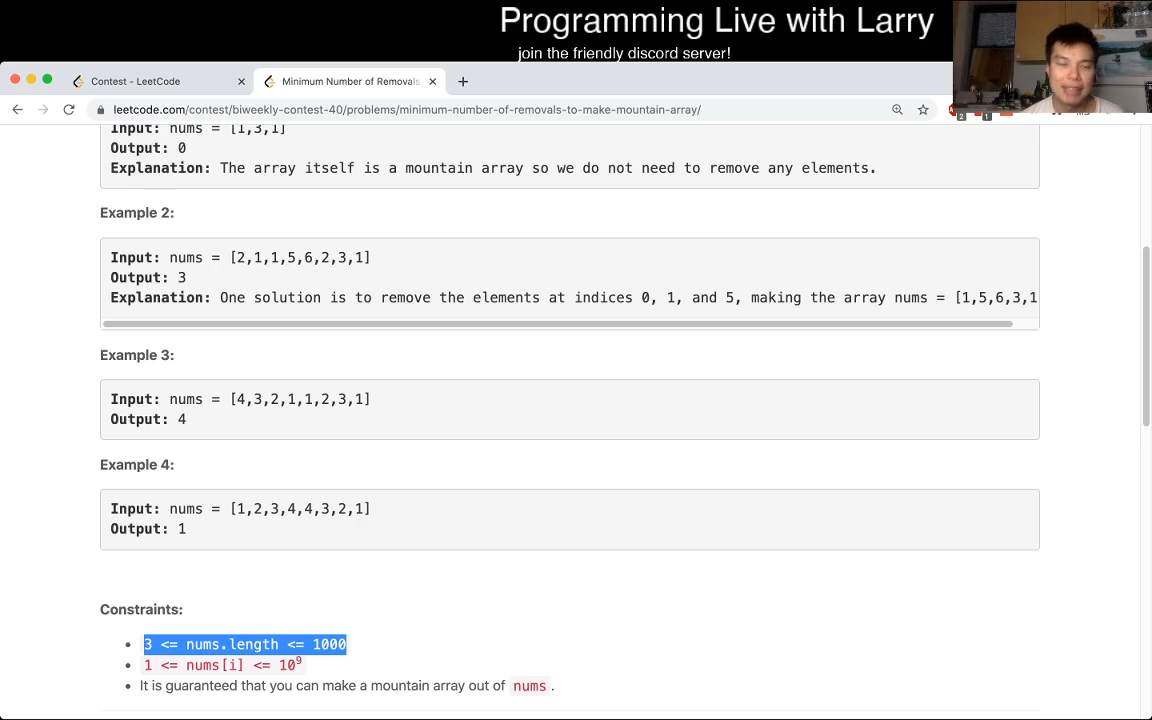 Programming Live with Larry
join the friendly discord server!
Contest - LeetCode
Minimum Number of Removals
leetcode.com/contest/biweekly-contest-40/problems/minimum-number-of-removals-to-make-mountain-array/
2
1
Input: nums = [1,3,1]
Output: 0
Explanation: The array itself is a mountain array so we do not need to remove any elements.
Example 2:
Input: nums = [2,1,1,5,6,2,3,1]
Output: 3
Explanation: One solution is to remove the elements at indices 0, 1, and 5, making the array nums = [1,5,6,3,1
Example 3:
Input: nums = [4,3,2,1,1,2,3,1]
Output: 4
Example 4:
Input: nums = [1,2,3,4,4,3,2,1]
Output: 1
Constraints:
• 3 <= nums.length <= 1000
• 1 <= nums[i] <= 10⁹
• It is guaranteed that you can make a mountain array out of nums.